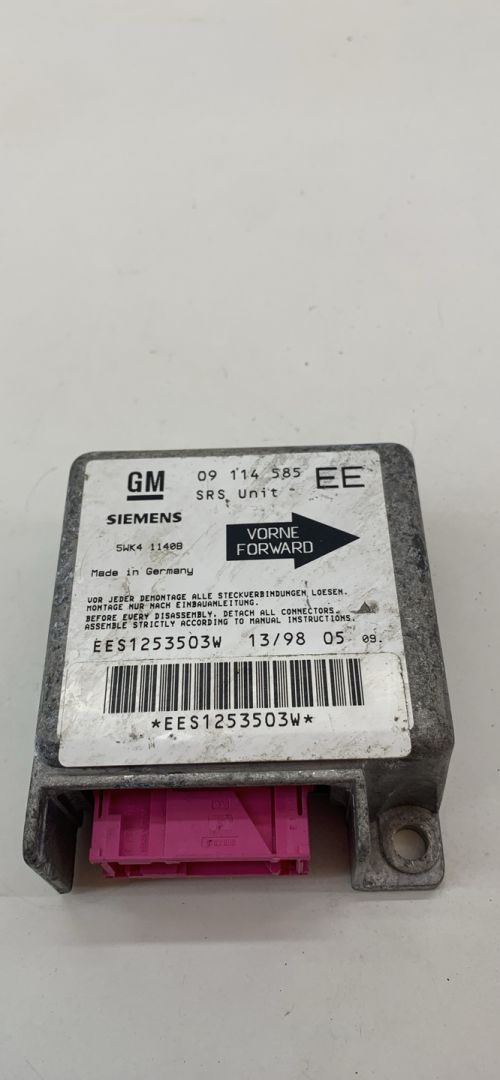 GM 09 114 585 EE
SRS Unit
SIEMENS
5WK4 1140B
VORNE
FORWARD
Made in Germany
VOR JEDER DEMONTAGE ALLE STECKVERBINDUNGEN LOESEN.
MONTAGE NUR NACH EINBAUANLEITUNG.
BEFORE EVERY DISASSEMBLY, DETACH ALL CONNECTORS.
ASSEMBLE STRICTLY ACCORDING TO MANUAL INSTRUCTIONS.
EES1253503W 13/98 05 09.
*EES1253503W*